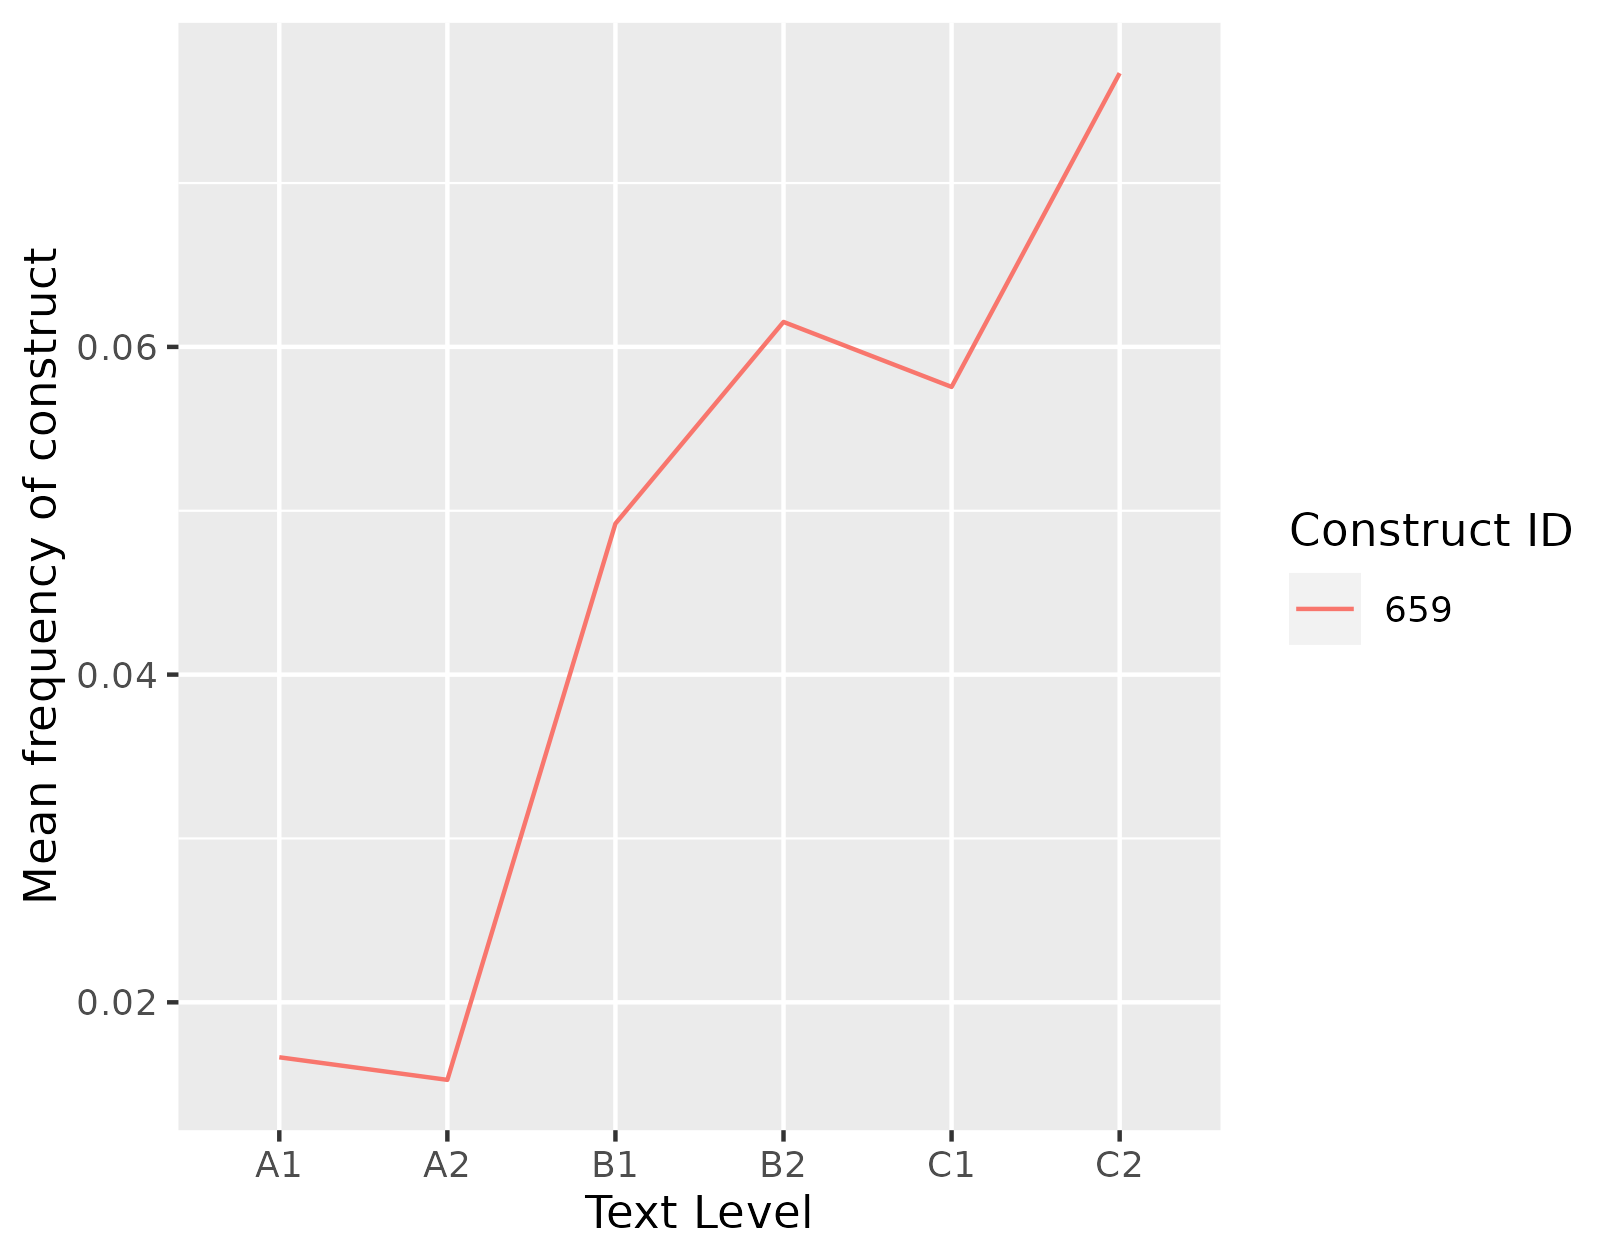 Mean frequency of construct
0.06
0.04
0.02
A1 A2 B1 B2 C1 C2
Text Level
Construct ID
659